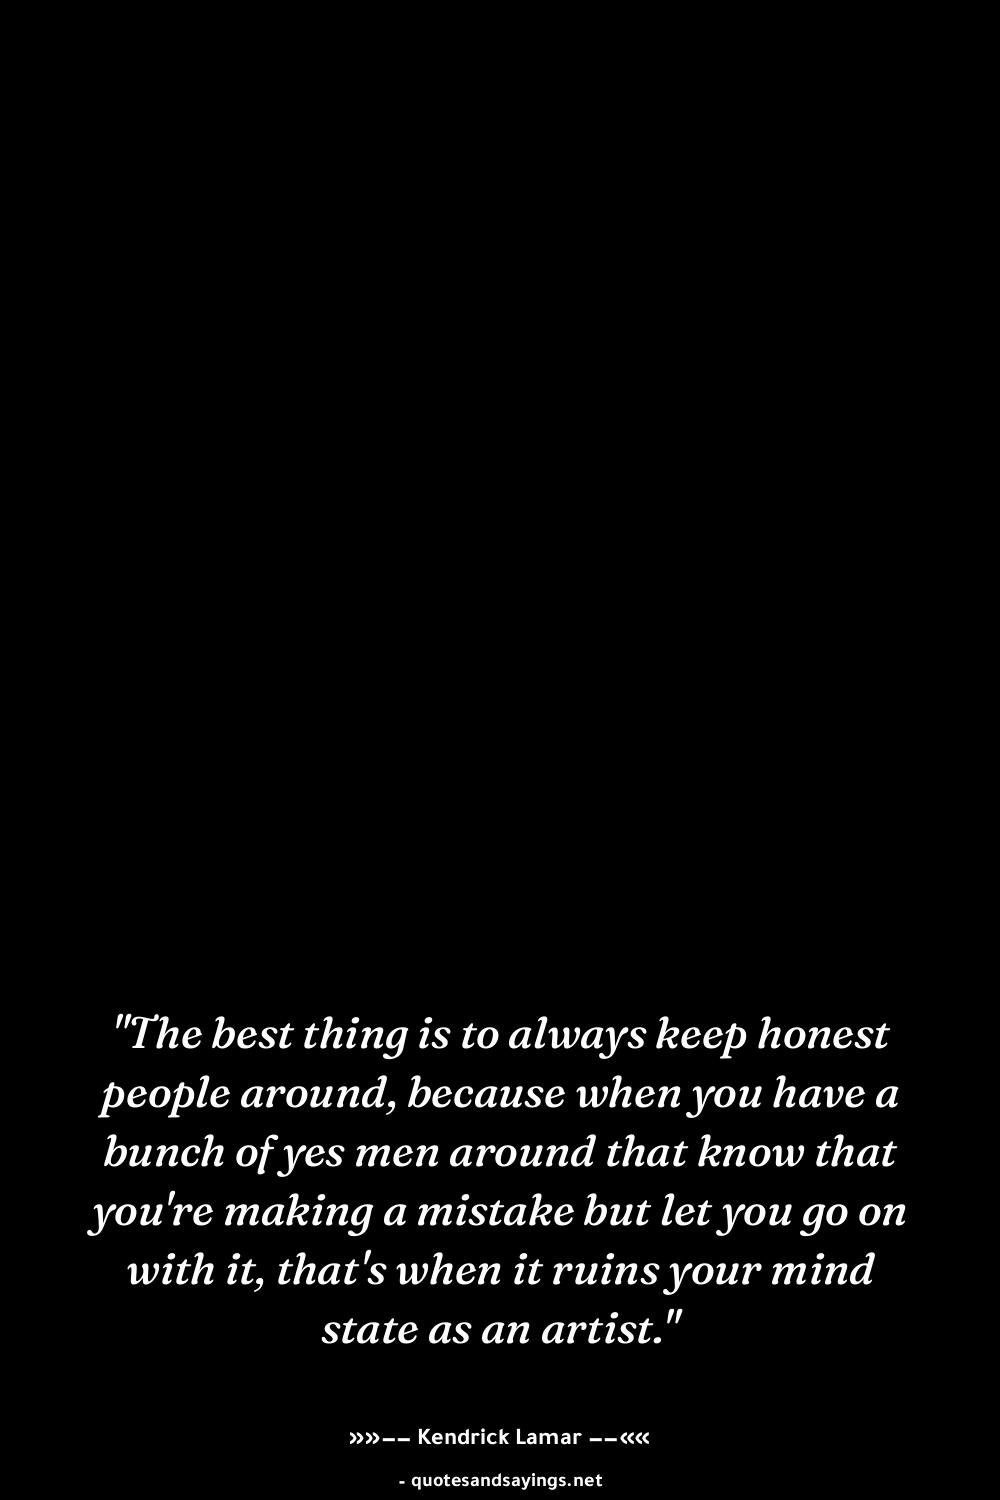 "The best thing is to always keep honest
people around, because when you have a
bunch of yes men around that know that
you're making a mistake but let you go on
with it, that's when it ruins your mind
state as an artist."
»»−− Kendrick Lamar −−««
- quotesandsayings.net